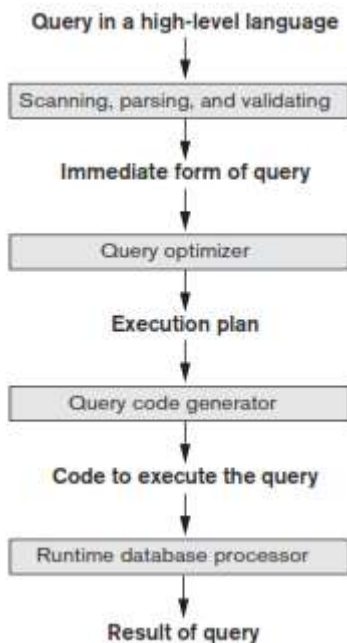 Query in a high-level language
Scanning, parsing, and validating
Immediate form of query
Query optimizer
Execution plan
Query code generator
Code to execute the query
Runtime database processor
Result of query